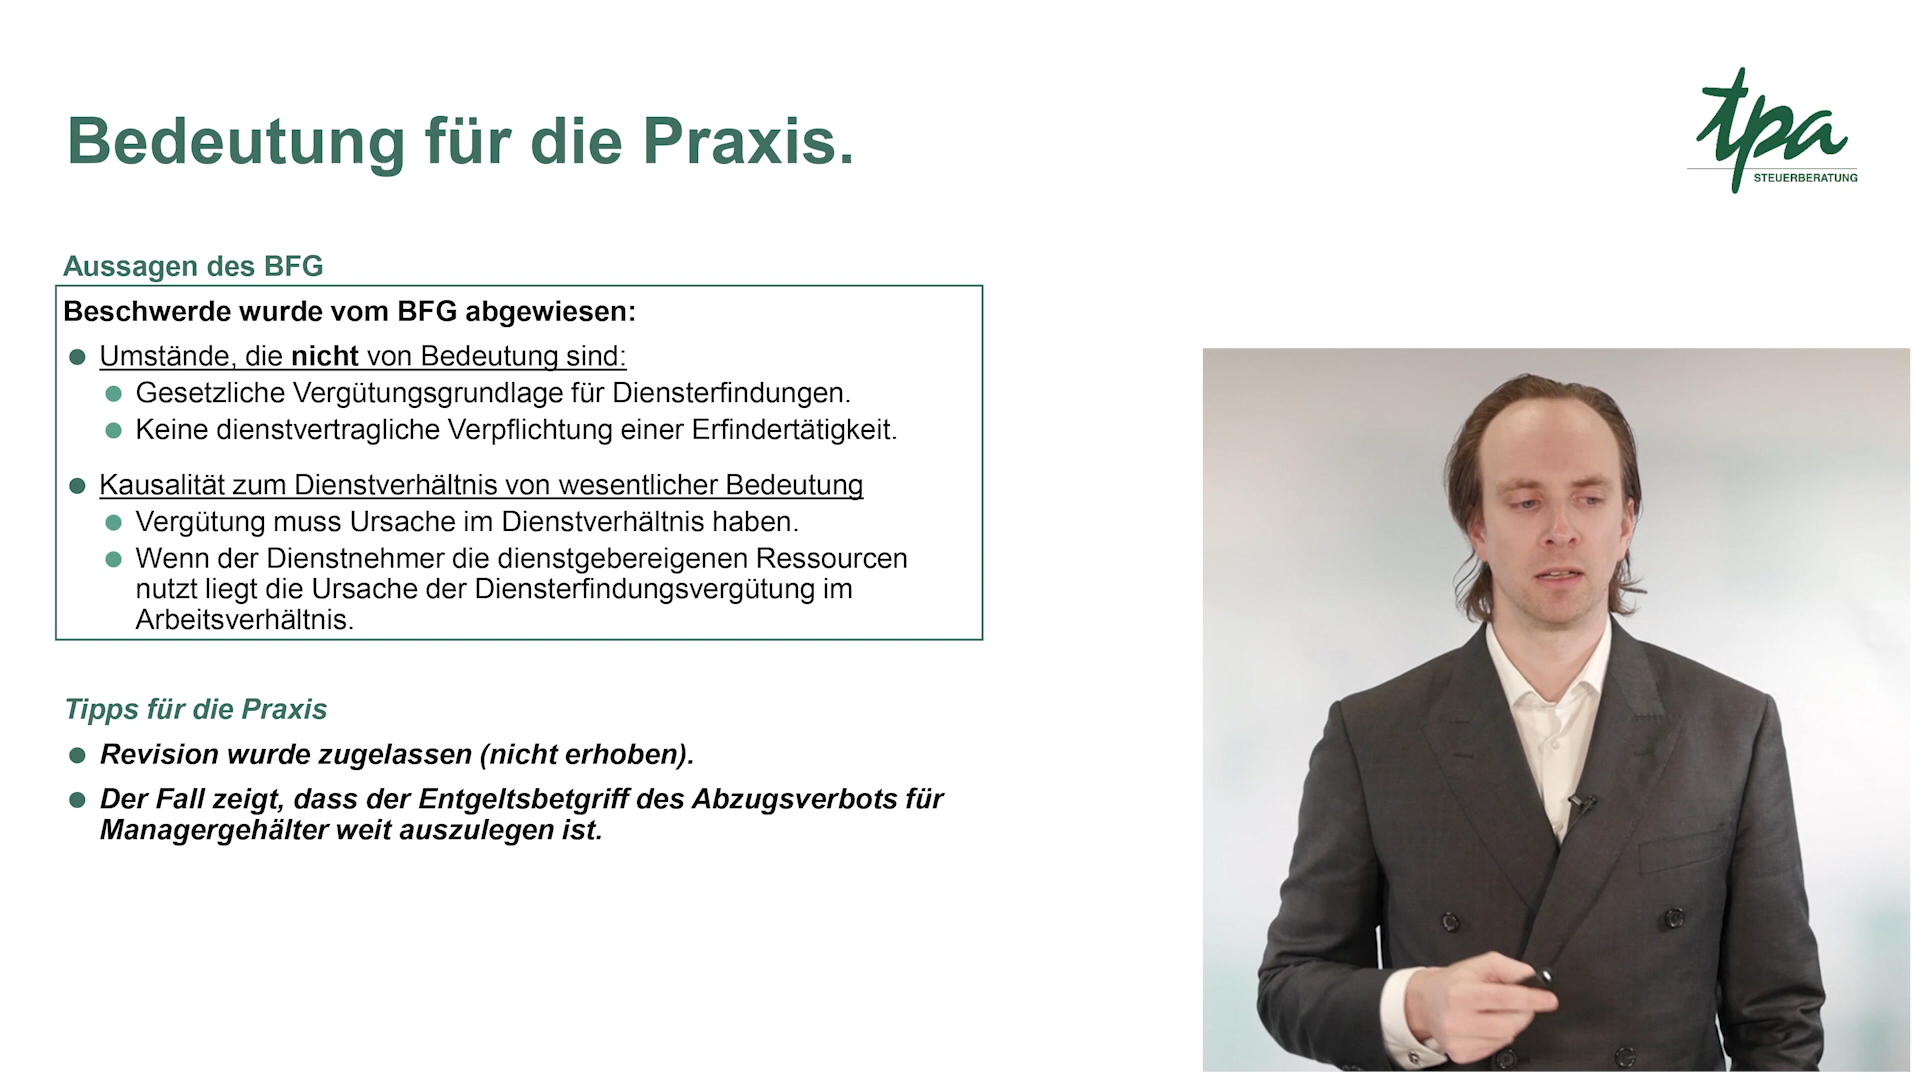 Bedeutung für die Praxis.
tpa
STEUERBERATUNG
Aussagen des BFG
Beschwerde wurde vom BFG abgewiesen:
Umstände, die nicht von Bedeutung sind:
Gesetzliche Vergütungsgrundlage für Diensterfindungen.
Keine dienstvertragliche Verpflichtung einer Erfindertätigkeit.
Kausalität zum Dienstverhältnis von wesentlicher Bedeutung
Vergütung muss Ursache im Dienstverhältnis haben.
Wenn der Dienstnehmer die dienstgebereigenen Ressourcen
nutzt liegt die Ursache der Diensterfindungsvergütung im
Arbeitsverhältnis.
Tipps für die Praxis
Revision wurde zugelassen (nicht erhoben).
Der Fall zeigt, dass der Entgeltsbetgriff des Abzugsverbots für
Managergehälter weit auszulegen ist.